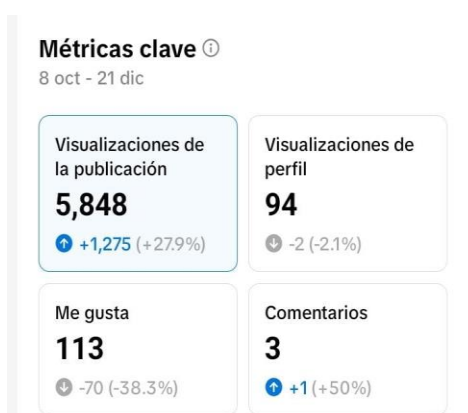 Métricas clave
8 oct - 21 dic
Visualizaciones de
la publicación
5,848
+1,275 (+27.9%)
Visualizaciones de
perfil
94
-2 (-2.1%)
Me gusta
113
-70 (-38.3%)
Comentarios
3
+1 (+50%)